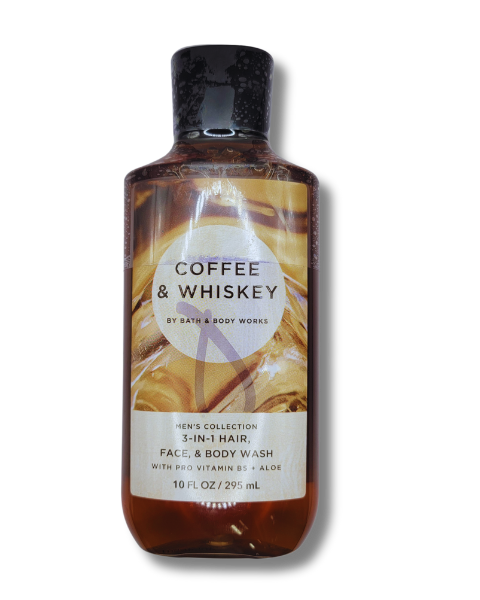 COFFEE
& WHISKEY
BY BATH & BODY WORKS
MEN'S COLLECTION
3-IN-1 HAIR,
FACE, & BODY WASH
WITH PRO VITAMIN B5 + ALOE
10 FL OZ / 295 mL